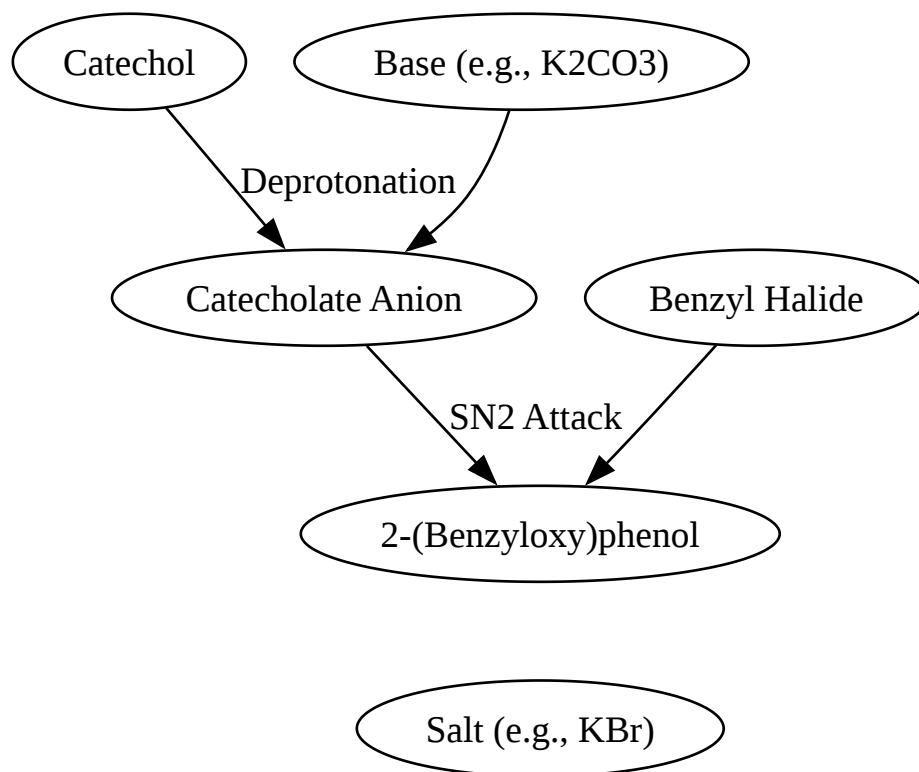 Catechol
Base (e.g., K2CO3)
Deprotonation
Catecholate Anion
Benzyl Halide
SN2 Attack
2-(Benzyloxy)phenol
Salt (e.g., KBr)